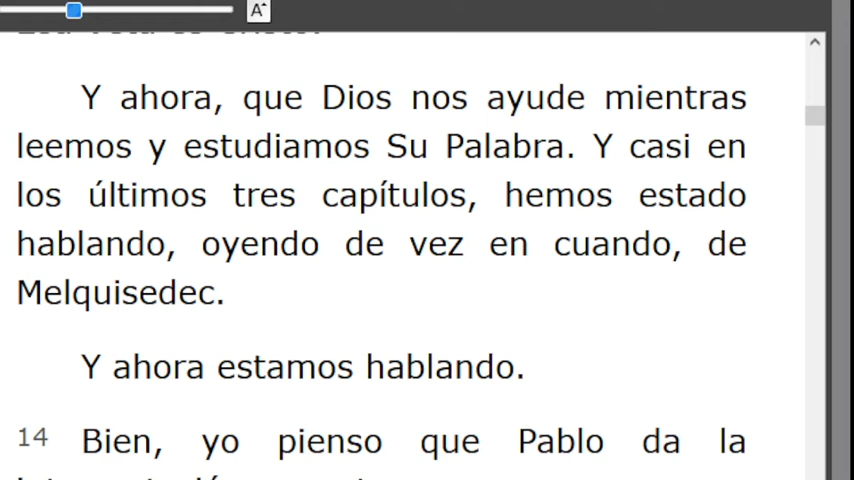 A
Y ahora, que Dios nos ayude mientras
leemos y estudiamos Su Palabra. Y casi en
los últimos tres capítulos, hemos estado
hablando, oyendo de vez en cuando, de
Melquisedec.
Y ahora estamos hablando.
14 Bien, yo pienso que Pablo da la